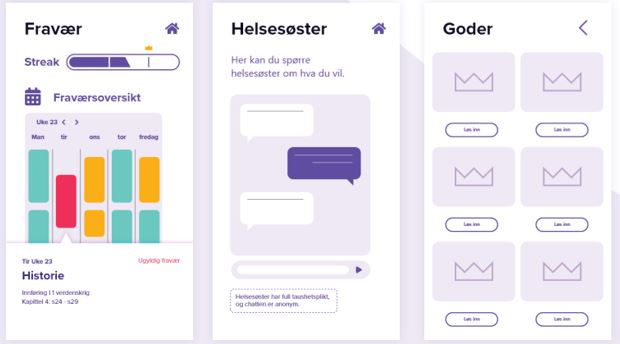 Fravær
Streak
Fraværsoversikt
Uke 23
Man tir ons tor fredag
Tir Uke 23
Ugyldig fravær
Historie
Innføring i 1 verdenskrig
Kapittel 4: s24 - s29
Helsesøster
Her kan du spørre
helsesøster om hva du vil.
Helsesøster har full taushetsplikt,
og chatten er anonym.
Goder
Løs inn Løs inn
Løs inn Løs inn
Løs inn Løs inn